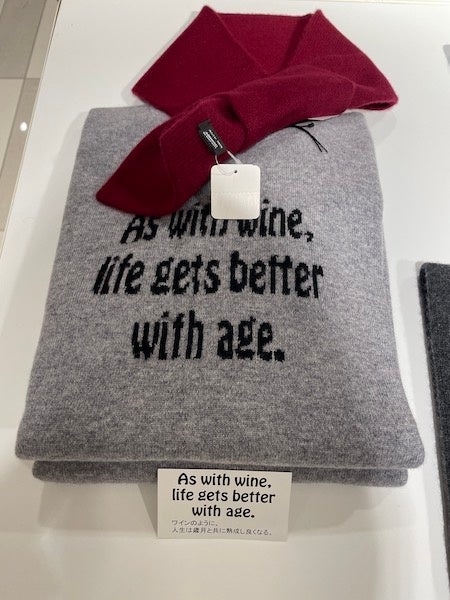 As with wine,
life gets better
with age.
As with wine,
life gets better
with age.
ワインのように、
人生は歳月と共に熟成し良くなる。